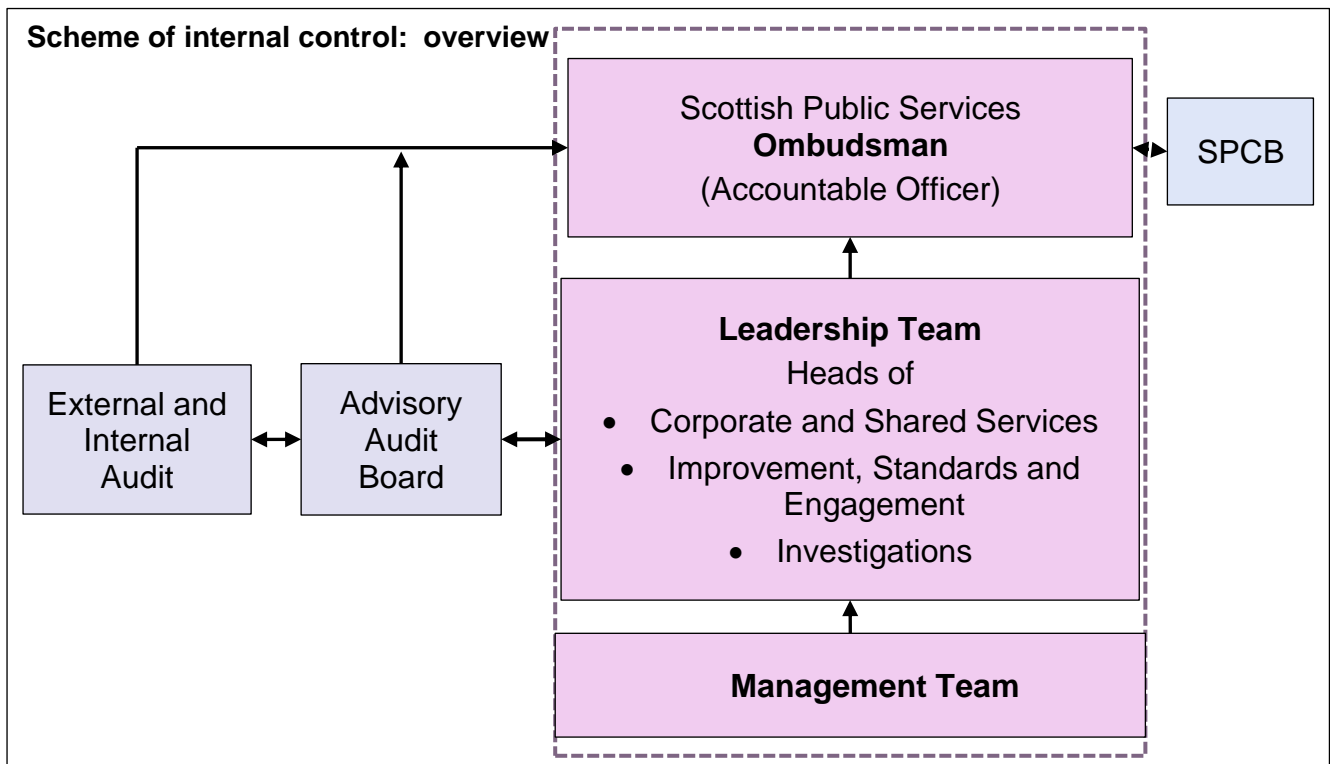 Scheme of internal control: overview
Scottish Public Services
Ombudsman
(Accountable Officer)
SPCB
Leadership Team
Heads of
• Corporate and Shared Services
• Improvement, Standards and
Engagement
• Investigations
External and
Internal
Audit
Advisory
Audit
Board
Management Team